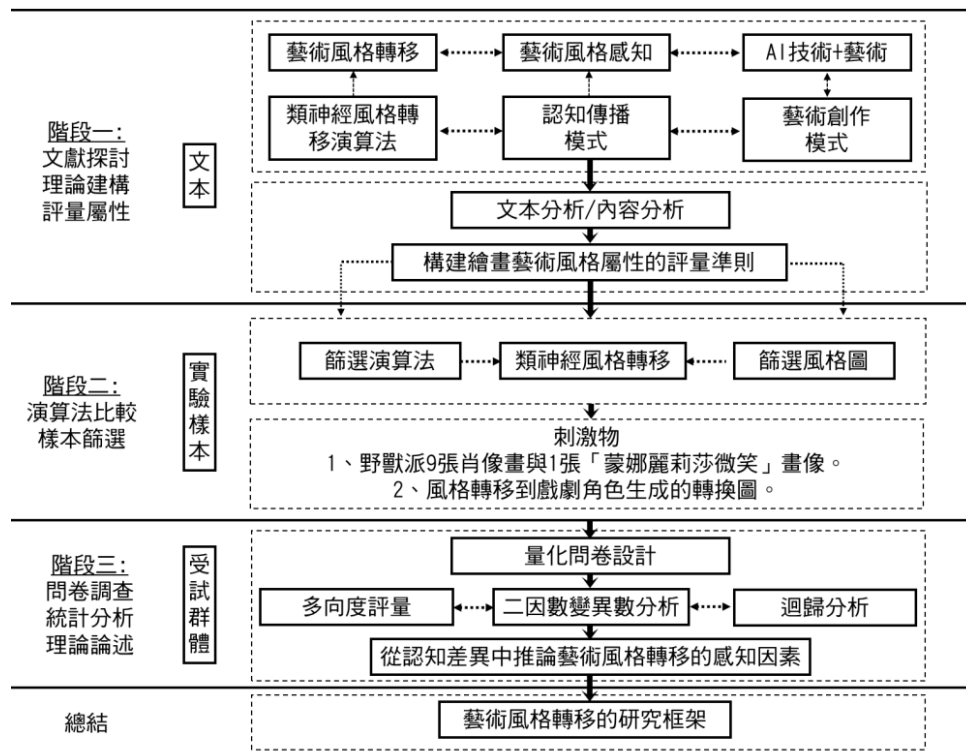 藝術風格轉移
藝術風格感知
AI技術+藝術
類神經風格轉
移演算法
認知傳播
模式
藝術創作
模式
階段一:
文獻探討
理論建構
評量屬性
文本
文本分析/內容分析
構建繪畫藝術風格屬性的評量準則
階段二:
演算法比較
樣本篩選
實驗樣本
篩選演算法
類神經風格轉移
篩選風格圖
刺激物
1、野獸派9張肖像畫與1張「蒙娜麗莉莎微笑」畫像。
2、風格轉移到戲劇角色生成的轉換圖。
階段三:
問卷調查
統計分析
理論論述
受試群體
量化問卷設計
多向度評量
二因數變異數分析
迴歸分析
從認知差異中推論藝術風格轉移的感知因素
總結
藝術風格轉移的研究框架